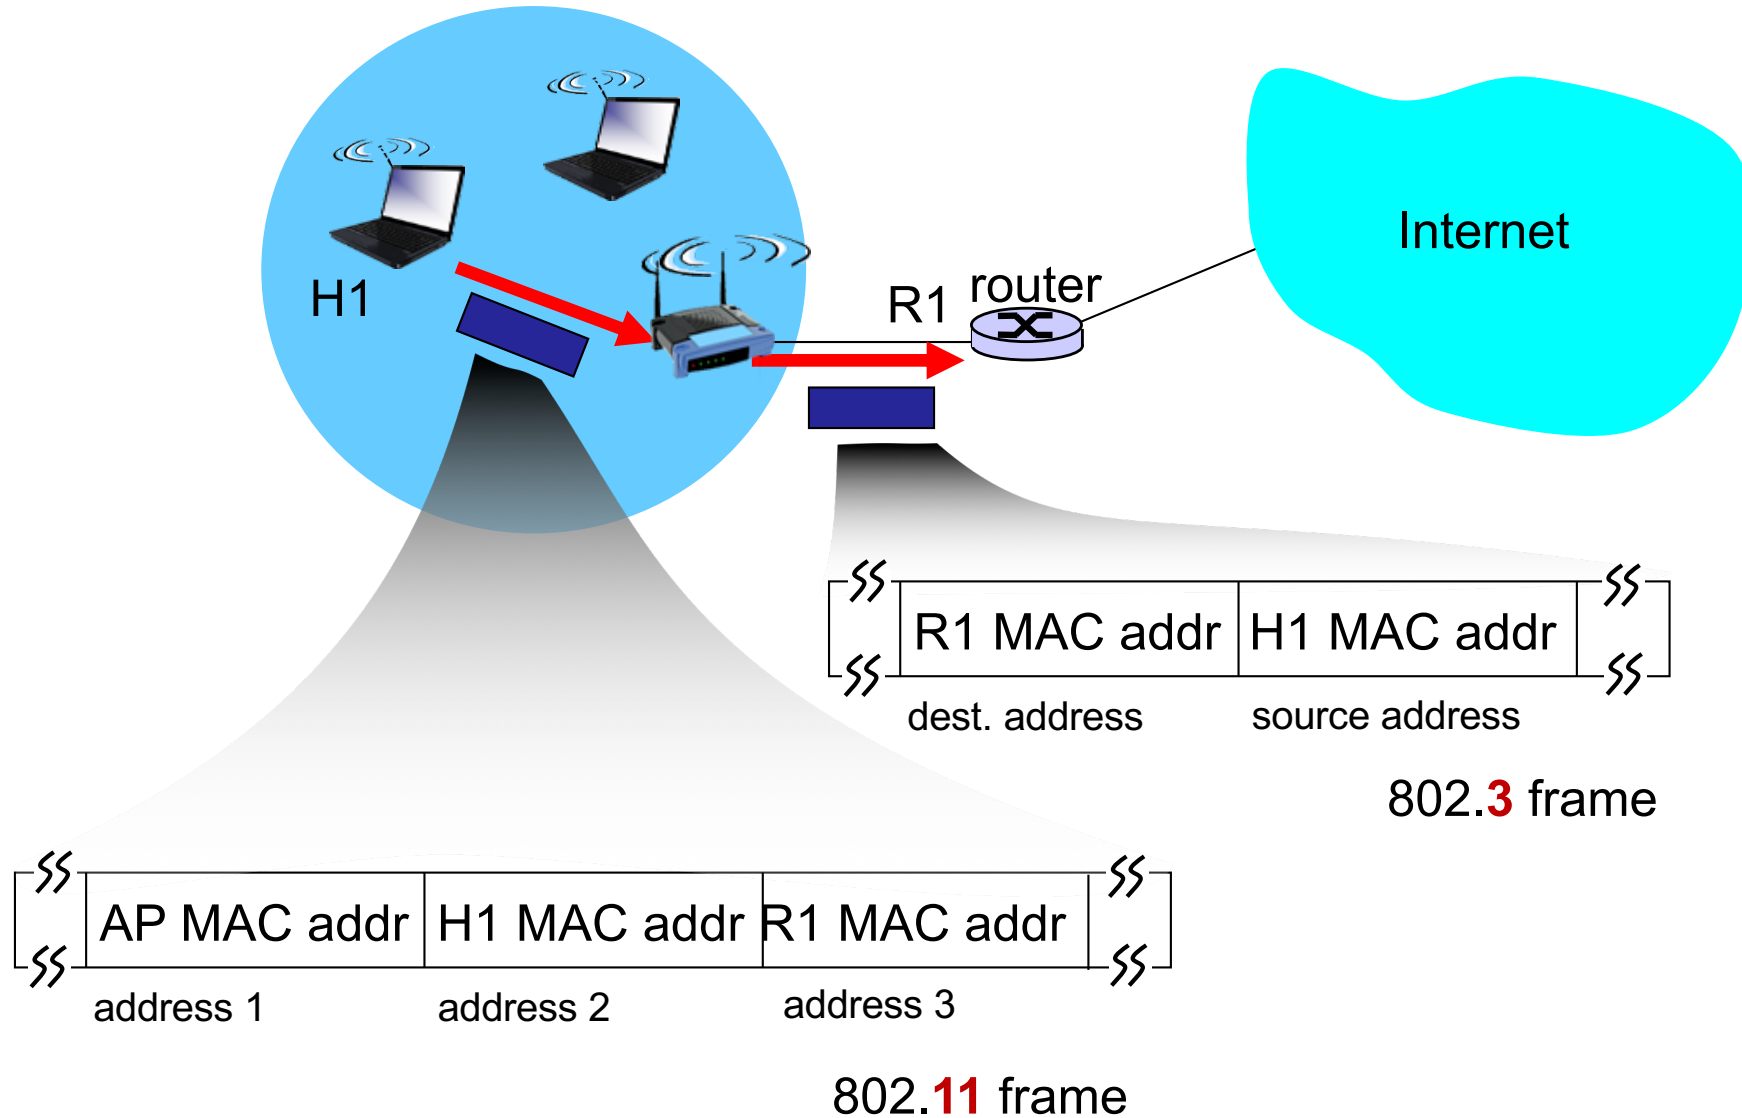 Internet
router
R1
H1
R1 MAC addr H1 MAC addr
dest. address source address
802.3 frame
AP MAC addr H1 MAC addr R1 MAC addr
address 1 address 2 address 3
802.11 frame